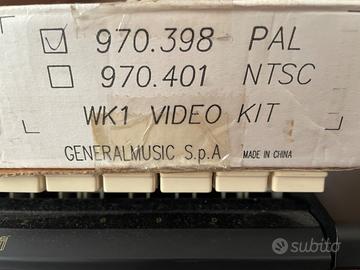 970.398 PAL
970.401 NTSC
WK1 VIDEO KIT
GENERALMUSIC S.p.A. MADE IN CHINA
subito